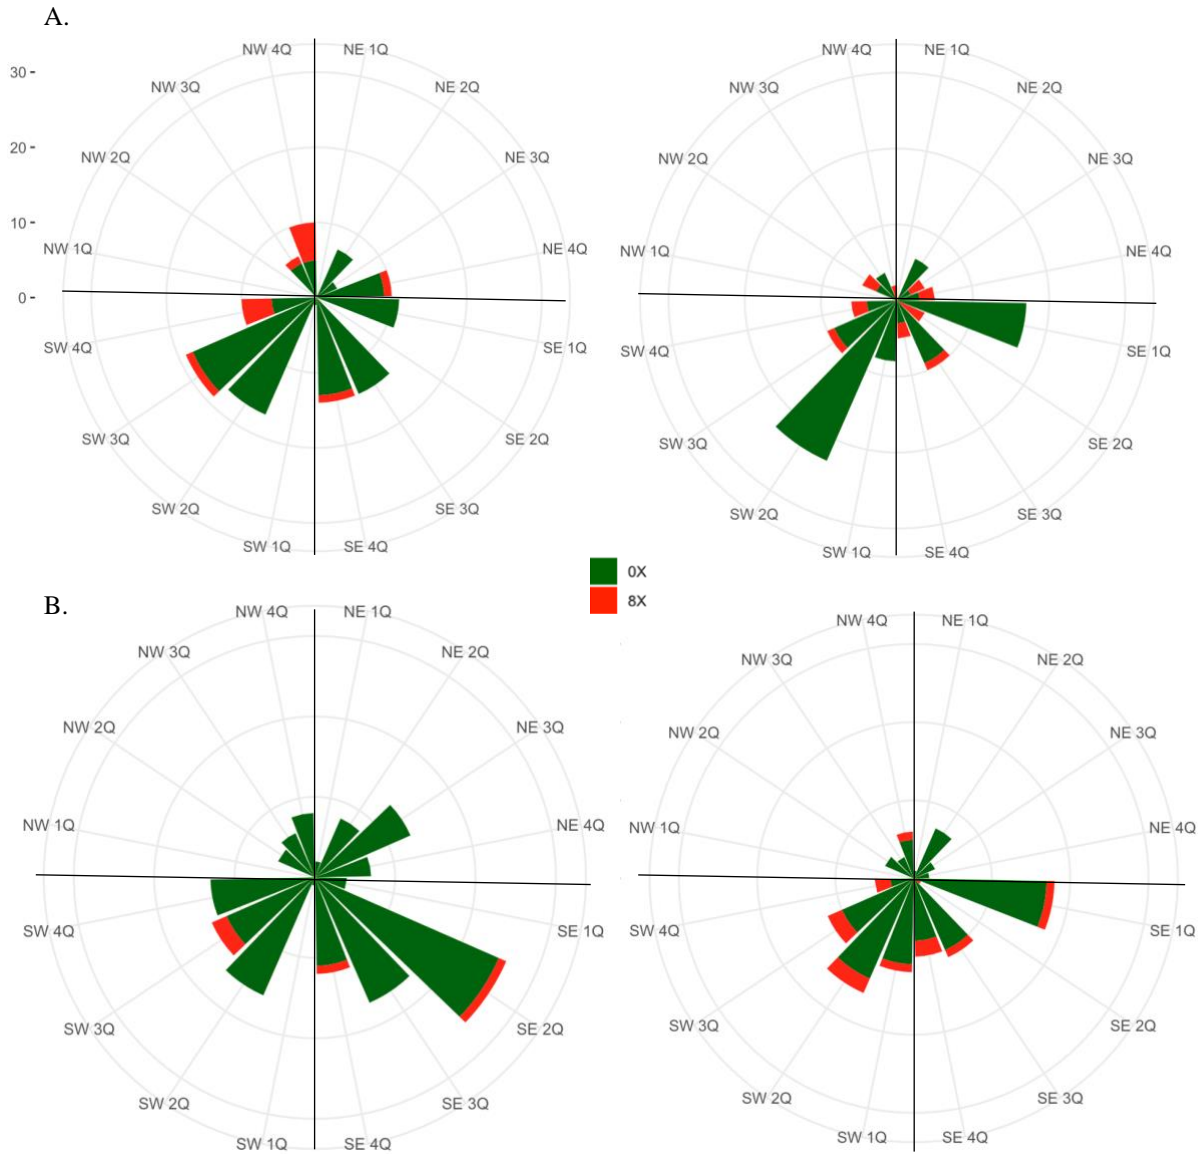 A.
NW 4Q NE 1Q
NW 3Q NE 2Q
NW 2Q NE 3Q
NW 1Q NE 4Q
SW 4Q SE 1Q
SW 3Q SE 2Q
SW 2Q SE 3Q
SW 1Q SE 4Q
30
20
10
0
NW 4Q NE 1Q
NW 3Q NE 2Q
NW 2Q NE 3Q
NW 1Q NE 4Q
SW 4Q SE 1Q
SW 3Q SE 2Q
SW 2Q SE 3Q
SW 1Q SE 4Q
0X
8X
B.
NW 4Q NE 1Q
NW 3Q NE 2Q
NW 2Q NE 3Q
NW 1Q NE 4Q
SW 4Q SE 1Q
SW 3Q SE 2Q
SW 2Q SE 3Q
SW 1Q SE 4Q
NW 4Q NE 1Q
NW 3Q NE 2Q
NW 2Q NE 3Q
NW 1Q NE 4Q
SW 4Q SE 1Q
SW 3Q SE 2Q
SW 2Q SE 3Q
SW 1Q SE 4Q